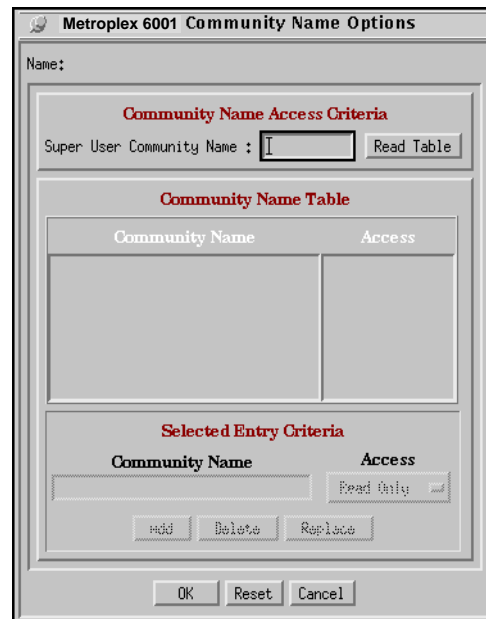 Metroplex 6001 Community Name Options
Name:
Community Name Access Criteria
Super User Community Name :
Read Table
Community Name Table
Community Name Access
Selected Entry Criteria
Community Name Access
Read Only
Add Delete Replace
OK Reset Cancel